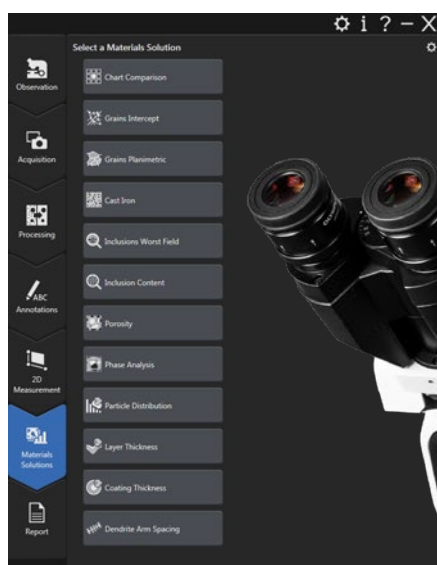 i ? – X
Select a Materials Solution
Observation
Acquisition
Processing
ABC
Annotations
2D
Measurement
Materials
Solutions
Report
Chart Comparison
Grains Intercept
Grains Planimetric
Cast Iron
Inclusions Worst Field
Inclusion Content
Porosity
Phase Analysis
Particle Distribution
Layer Thickness
Coating Thickness
Dendrite Arm Spacing